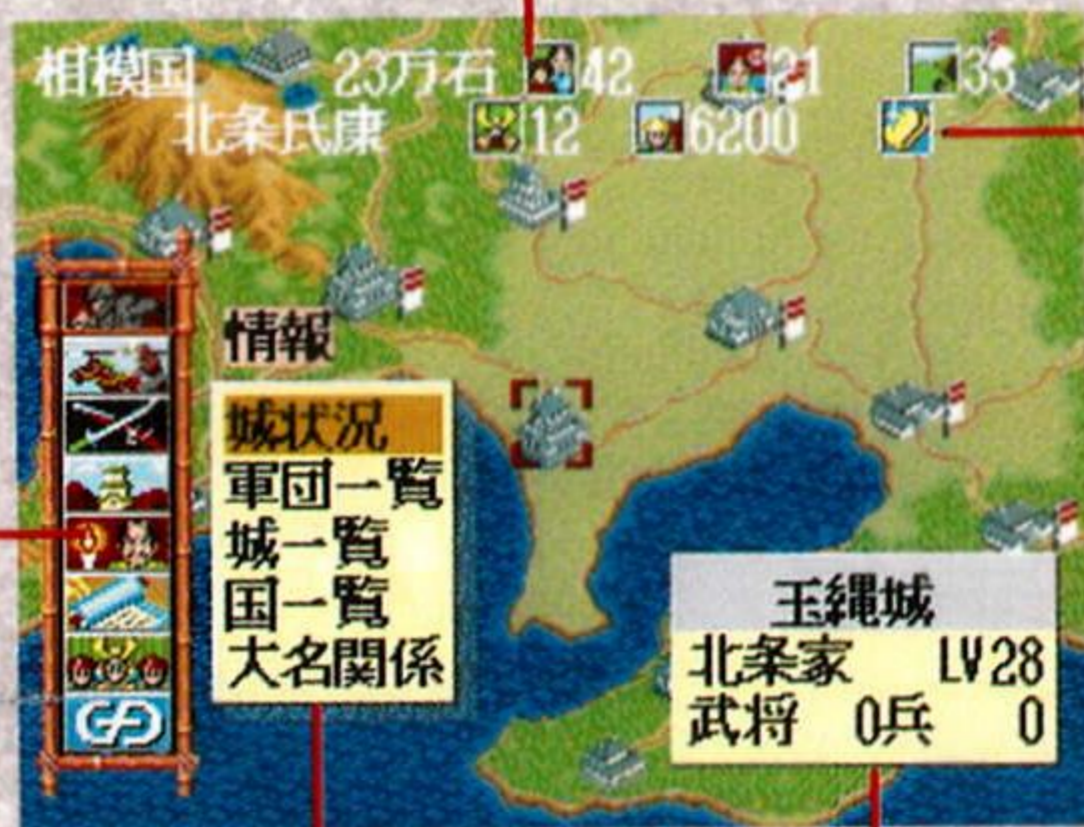 相模国 23万石 42 21 33
北条氏康 12 6200
情報
城状況
軍団一覧
城一覧
国一覧
大名関係
玉縄城
北条家 LV28
武将 0兵 0